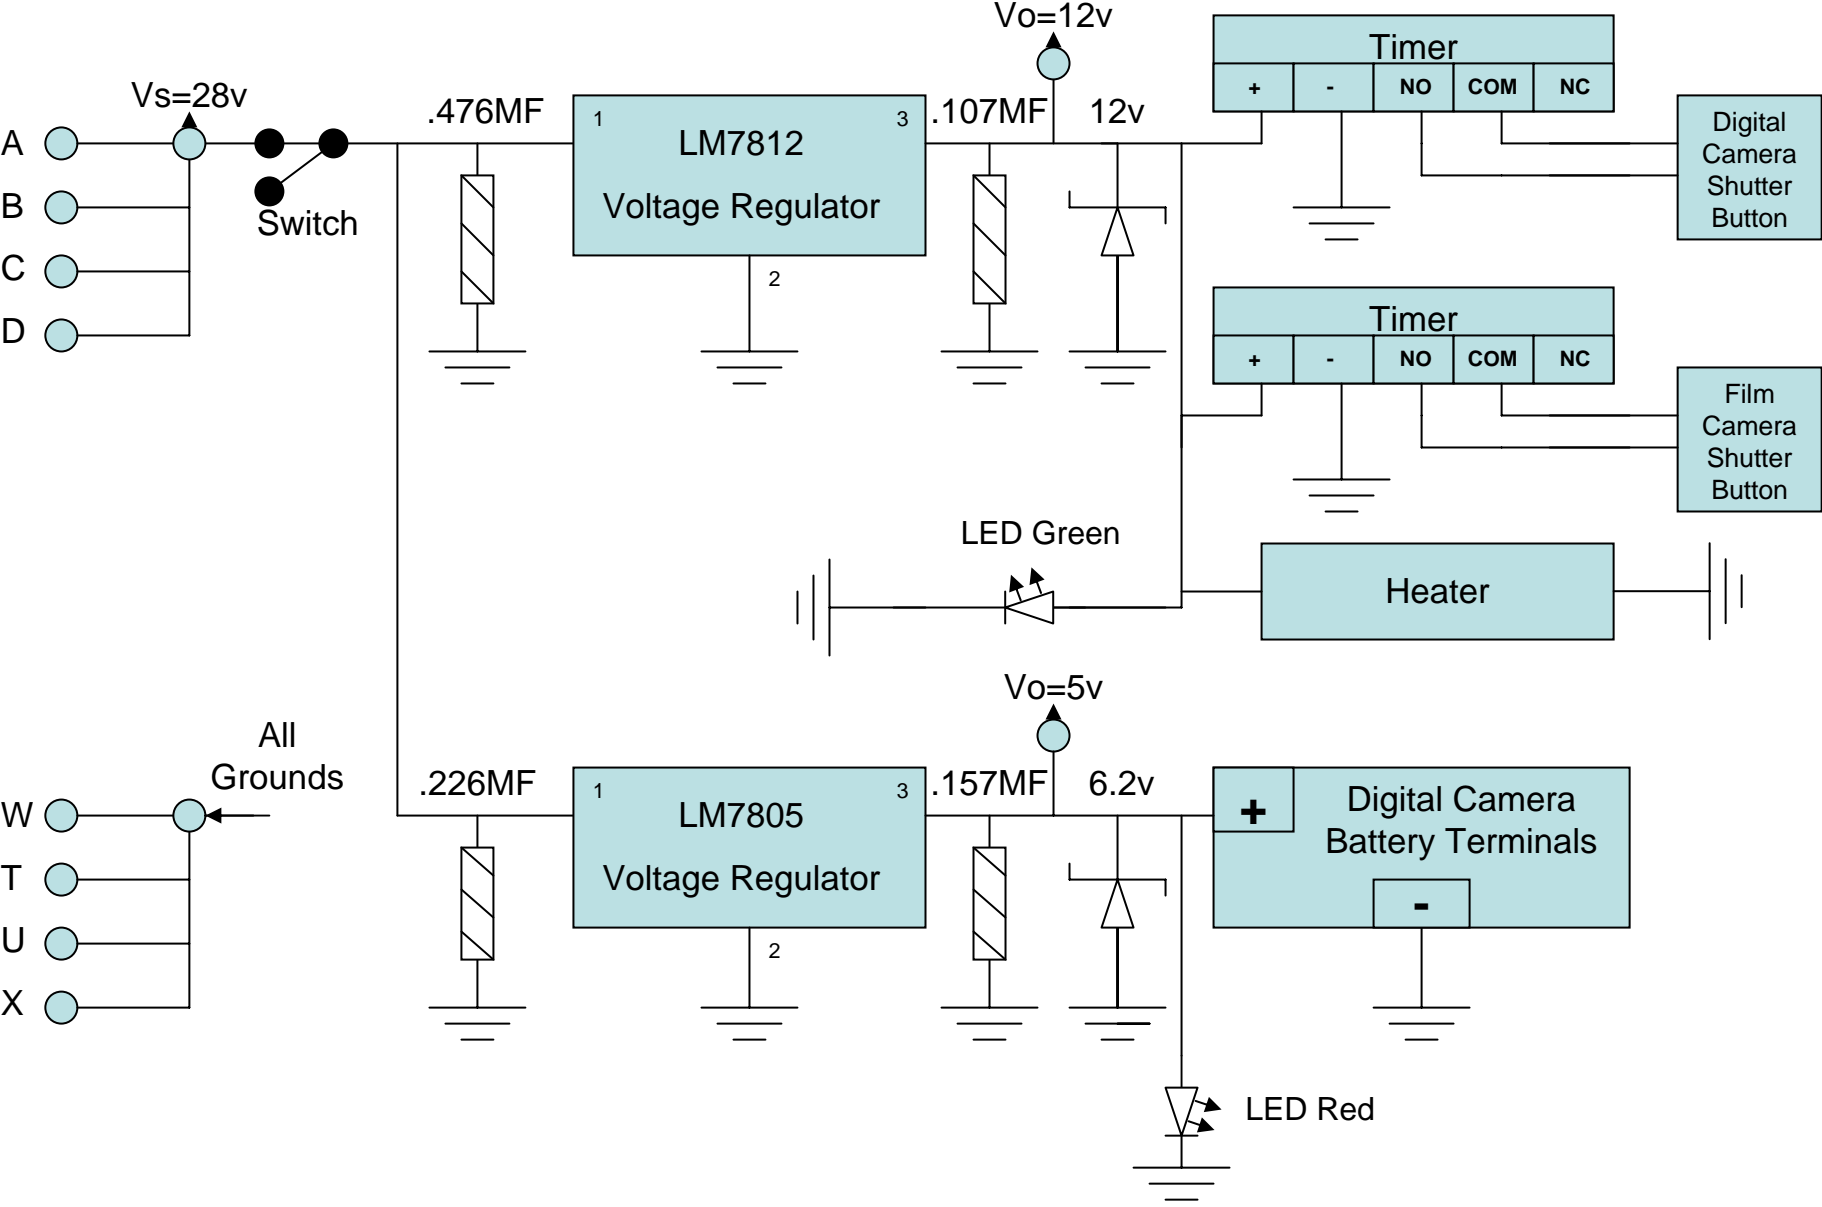 Vo=12v
Timer
+ - NO COM NC
Vs=28v
.476MF
1 LM7812 3
Voltage Regulator
2
.107MF
12v
Digital
Camera
Shutter
Button
A
B
C
D
Switch
Timer
+ - NO COM NC
Film
Camera
Shutter
Button
LED Green
Heater
Vo=5v
All
Grounds
W
T
U
X
.226MF
1 LM7805 3
Voltage Regulator
2
.157MF
6.2v
+
Digital Camera
Battery Terminals
-
LED Red